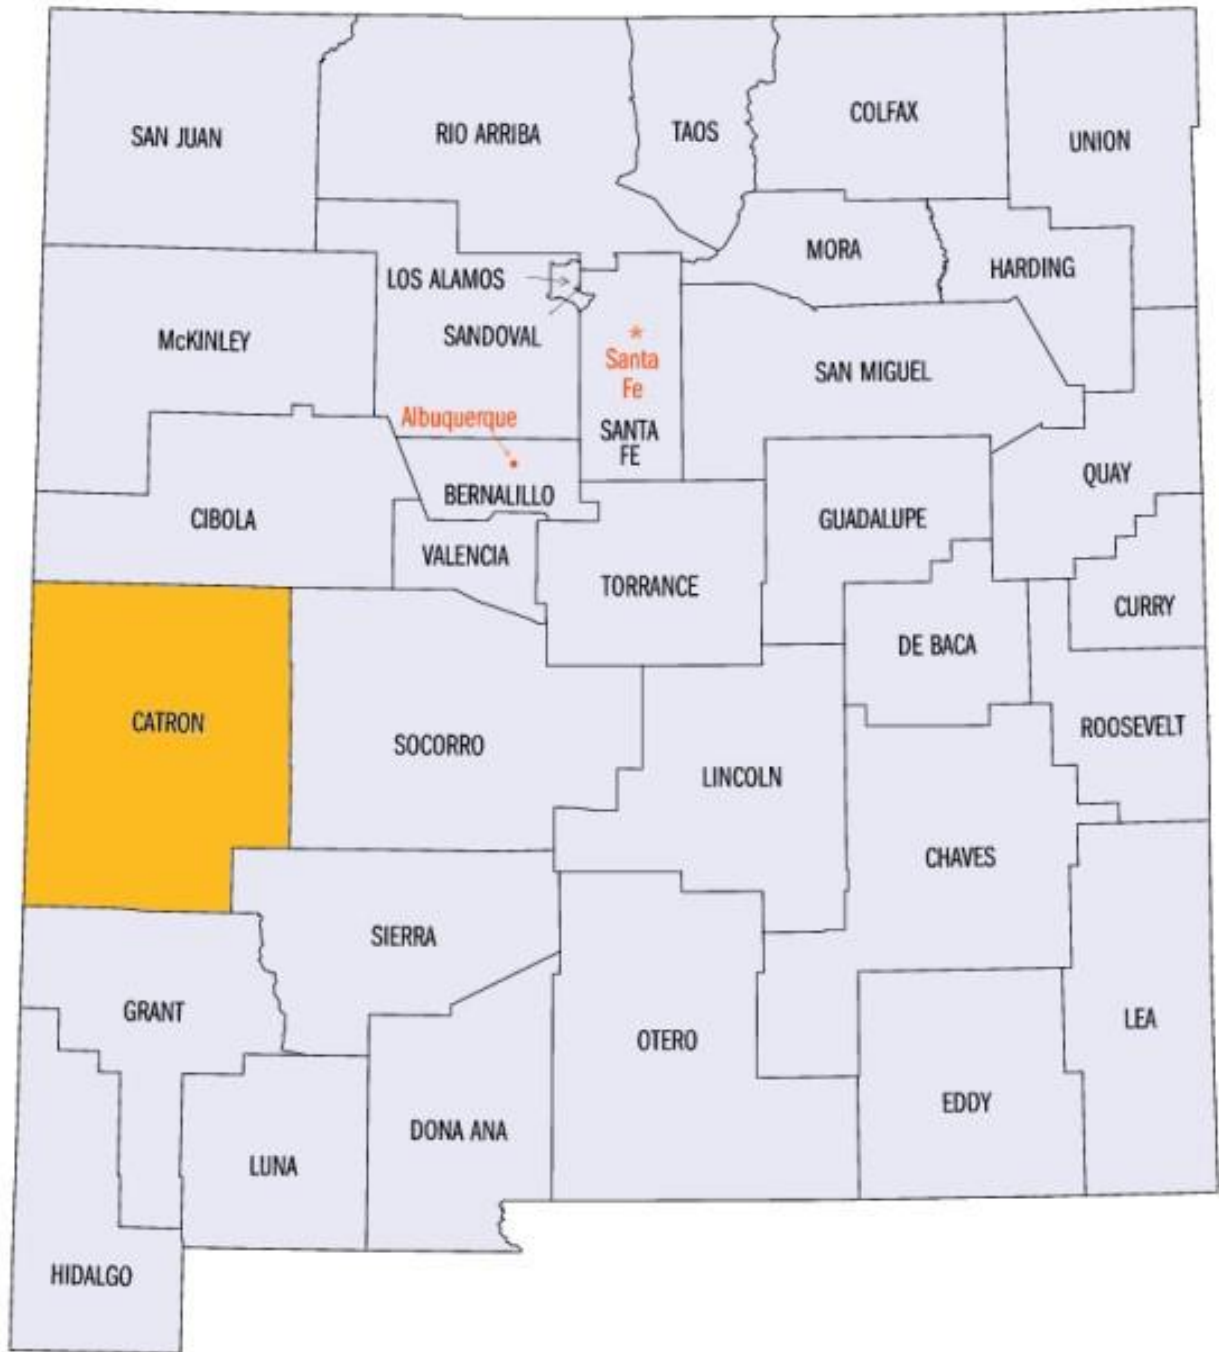 SAN JUAN
RIO ARRIBA
TAOS
COLFAX
UNION
MORA
HARDING
LOS ALAMOS
McKINLEY
SANDOVAL
*
Santa
Fe
SAN MIGUEL
Albuquerque
SANTA
FE
QUAY
BERNALILLO
CIBOLA
GUADALUPE
VALENCIA
TORRANCE
CURRY
DE BACA
CATRON
SOCORRO
ROOSEVELT
LINCOLN
CHAVES
SIERRA
GRANT
LEA
OTERO
EDDY
DONA ANA
LUNA
HIDALGO